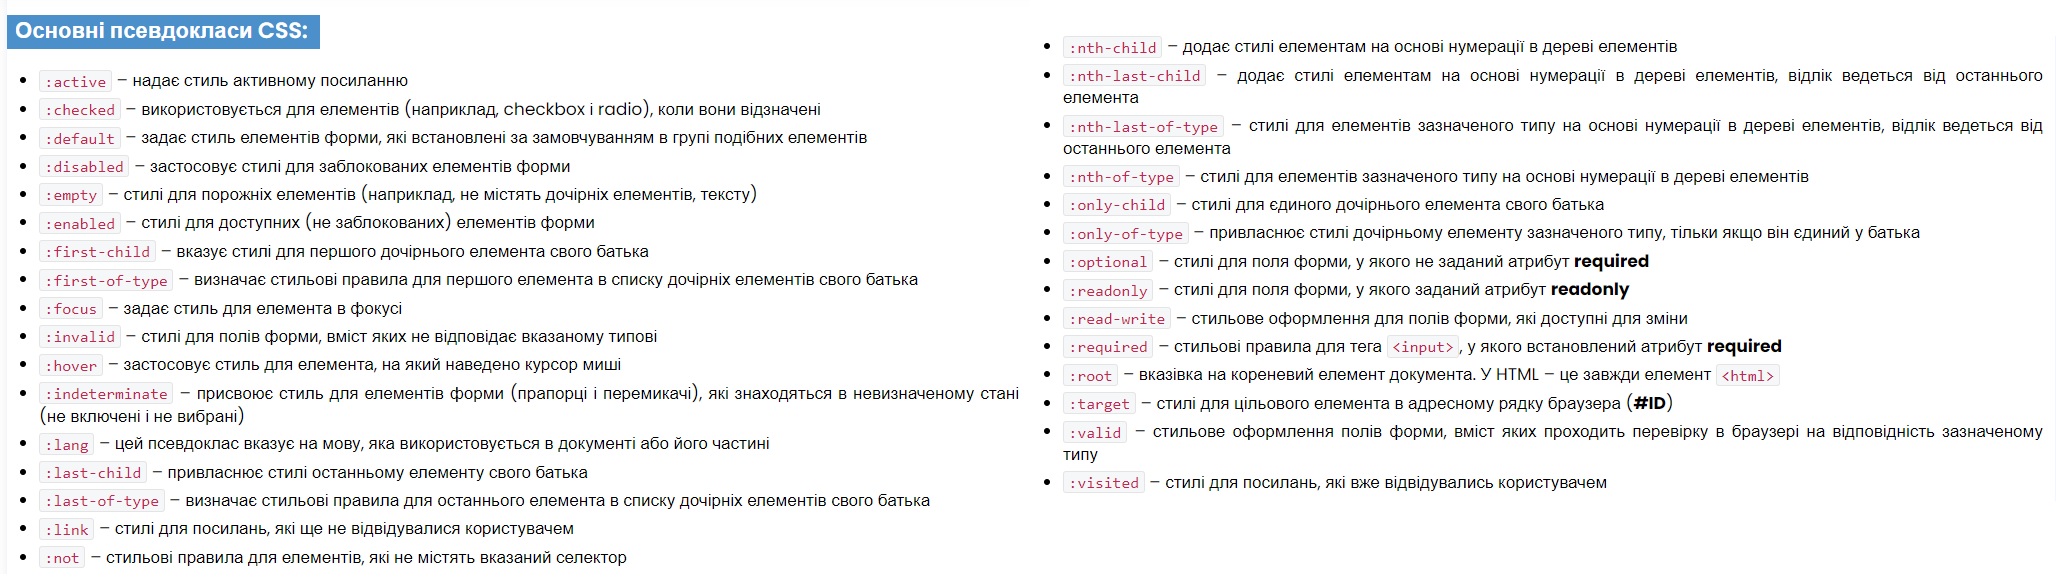 Основні псевдокласи CSS:
:active – надає стиль активному посиланню
:checked – використовується для елементів (наприклад, checkbox і radio), коли вони відзначені
:default – задає стиль елементів форми, які встановлені за замовчуванням в групі подібних елементів
:disabled – застосовує стилі для заблокованих елементів форми
:empty – стилі для порожніх елементів (наприклад, не містять дочірніх елементів, тексту)
:enabled – стилі для доступних (не заблокованих) елементів форми
:first-child – вказує стилі для першого дочірнього елемента свого батька
:first-of-type – визначає стильові правила для першого елемента в списку дочірніх елементів свого батька
:focus – задає стиль для елемента в фокусі
:invalid – стилі для полів форми, вміст яких не відповідає вказаному типові
:hover – застосовує стиль для елемента, на який наведено курсор миші
:indeterminate – присвоює стиль для елементів форми (прапорці і перемикачі), які знаходяться в невизначеному стані
(не включені і не вибрані)
:lang – цей псевдоклас вказує на мову, яка використовується в документі або його частині
:last-child – привласнює стилі останньому елементу свого батька
:last-of-type – визначає стильові правила для останнього елемента в списку дочірніх елементів свого батька
:link – стилі для посилань, які ще не відвідувалися користувачем
:not – стильові правила для елементів, які не містять вказаний селектор
:nth-child – додає стилі елементам на основі нумерації в дереві елементів
:nth-last-child – додає стилі елементам на основі нумерації в дереві елементів, відлік ведеться від останнього
елемента
:nth-last-of-type – стилі для елементів зазначеного типу на основі нумерації в дереві елементів, відлік ведеться від
останнього елемента
:nth-of-type – стилі для елементів зазначеного типу на основі нумерації в дереві елементів
:only-child – стилі для єдиного дочірнього елемента свого батька
:only-of-type – привласнює стилі дочірньому елементу зазначеного типу, тільки якщо він єдиний у батька
:optional – стилі для поля форми, у якого не заданий атрибут required
:readonly – стилі для поля форми, у якого заданий атрибут readonly
:read-write – стильове оформлення для полів форми, які доступні для зміни
:required – стильові правила для тега <input>, у якого встановлений атрибут required
:root – вказівка на кореневий елемент документа. У HTML – це завжди елемент <html>
:target – стилі для цільового елемента в адресному рядку браузера (#ID)
:valid – стильове оформлення полів форми, вміст яких проходить перевірку в браузері на відповідність зазначеному
типу
:visited – стилі для посилань, які вже відвідувались користувачем